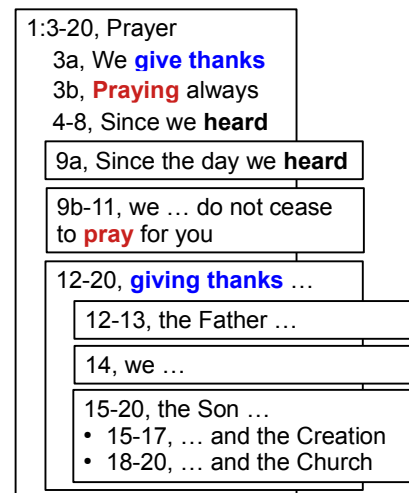 1:3-20, Prayer
3a, We give thanks
3b, Praying always
4-8, Since we heard
9a, Since the day we heard
9b-11, we … do not cease
to pray for you
12-20, giving thanks …
12-13, the Father …
14, we …
15-20, the Son …
• 15-17, … and the Creation
• 18-20, … and the Church